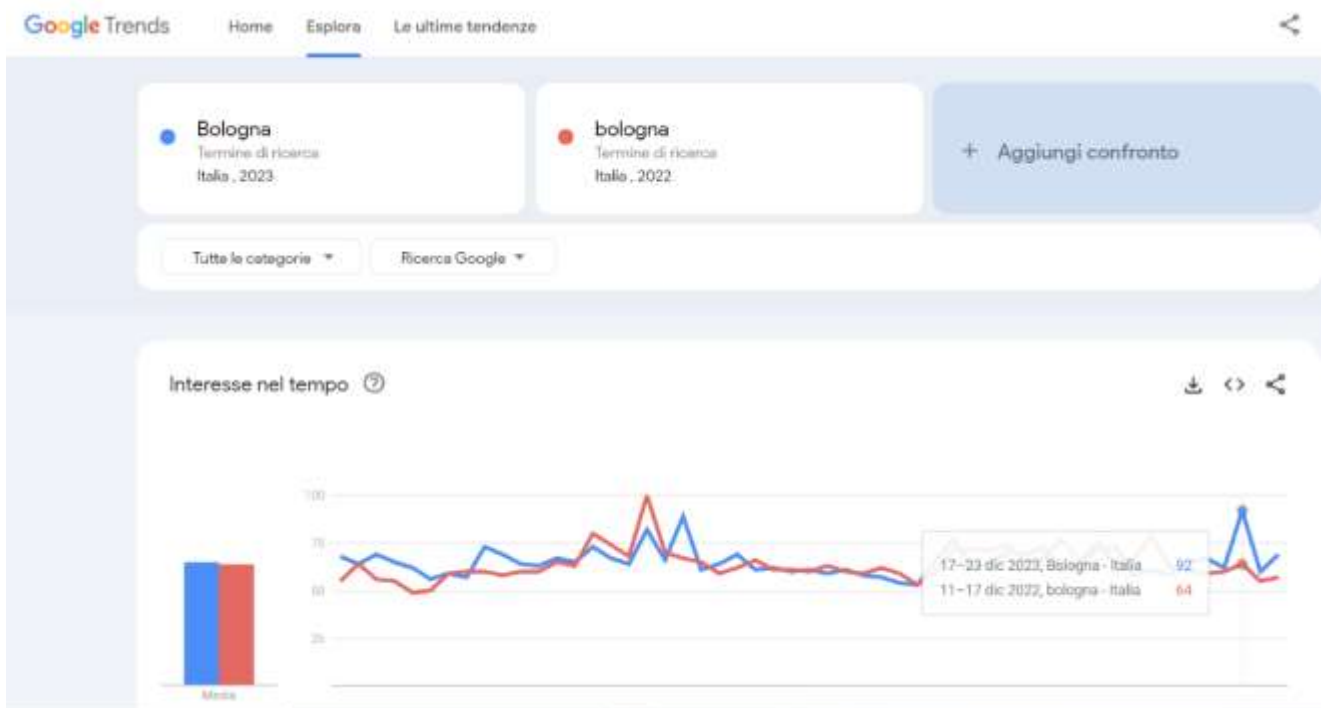 Google Trends Home Esplora Le ultime tendenze
Bologna
Termine di ricerca
Italia , 2023
bologna
Termine di ricerca
Italia , 2022
+ Aggiungi confronto
Tutte le categorie
Ricerca Google
Interesse nel tempo
100
75
50
25
17–23 dic 2023, Bologna - Italia 92
11–17 dic 2022, bologna - Italia 64
Media